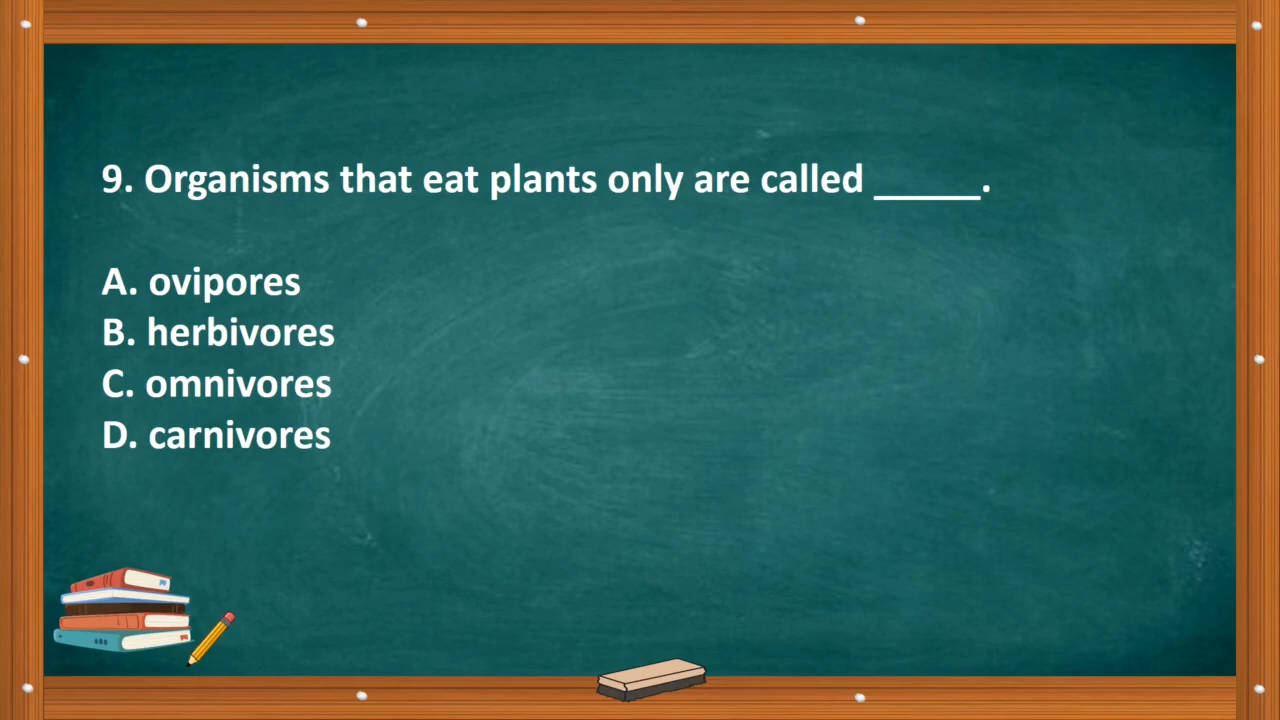 9. Organisms that eat plants only are called _____.
A. ovipores
B. herbivores
C. omnivores
D. carnivores